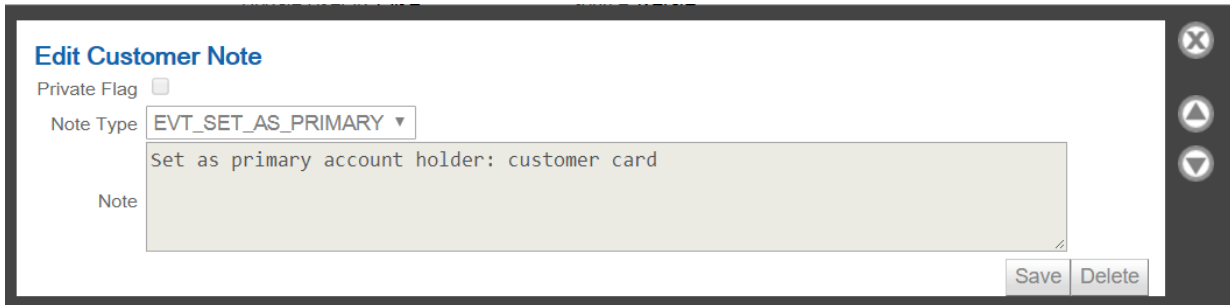 Edit Customer Note
Private Flag
Note Type EVT_SET_AS_PRIMARY
Set as primary account holder: customer card
Note
Save Delete